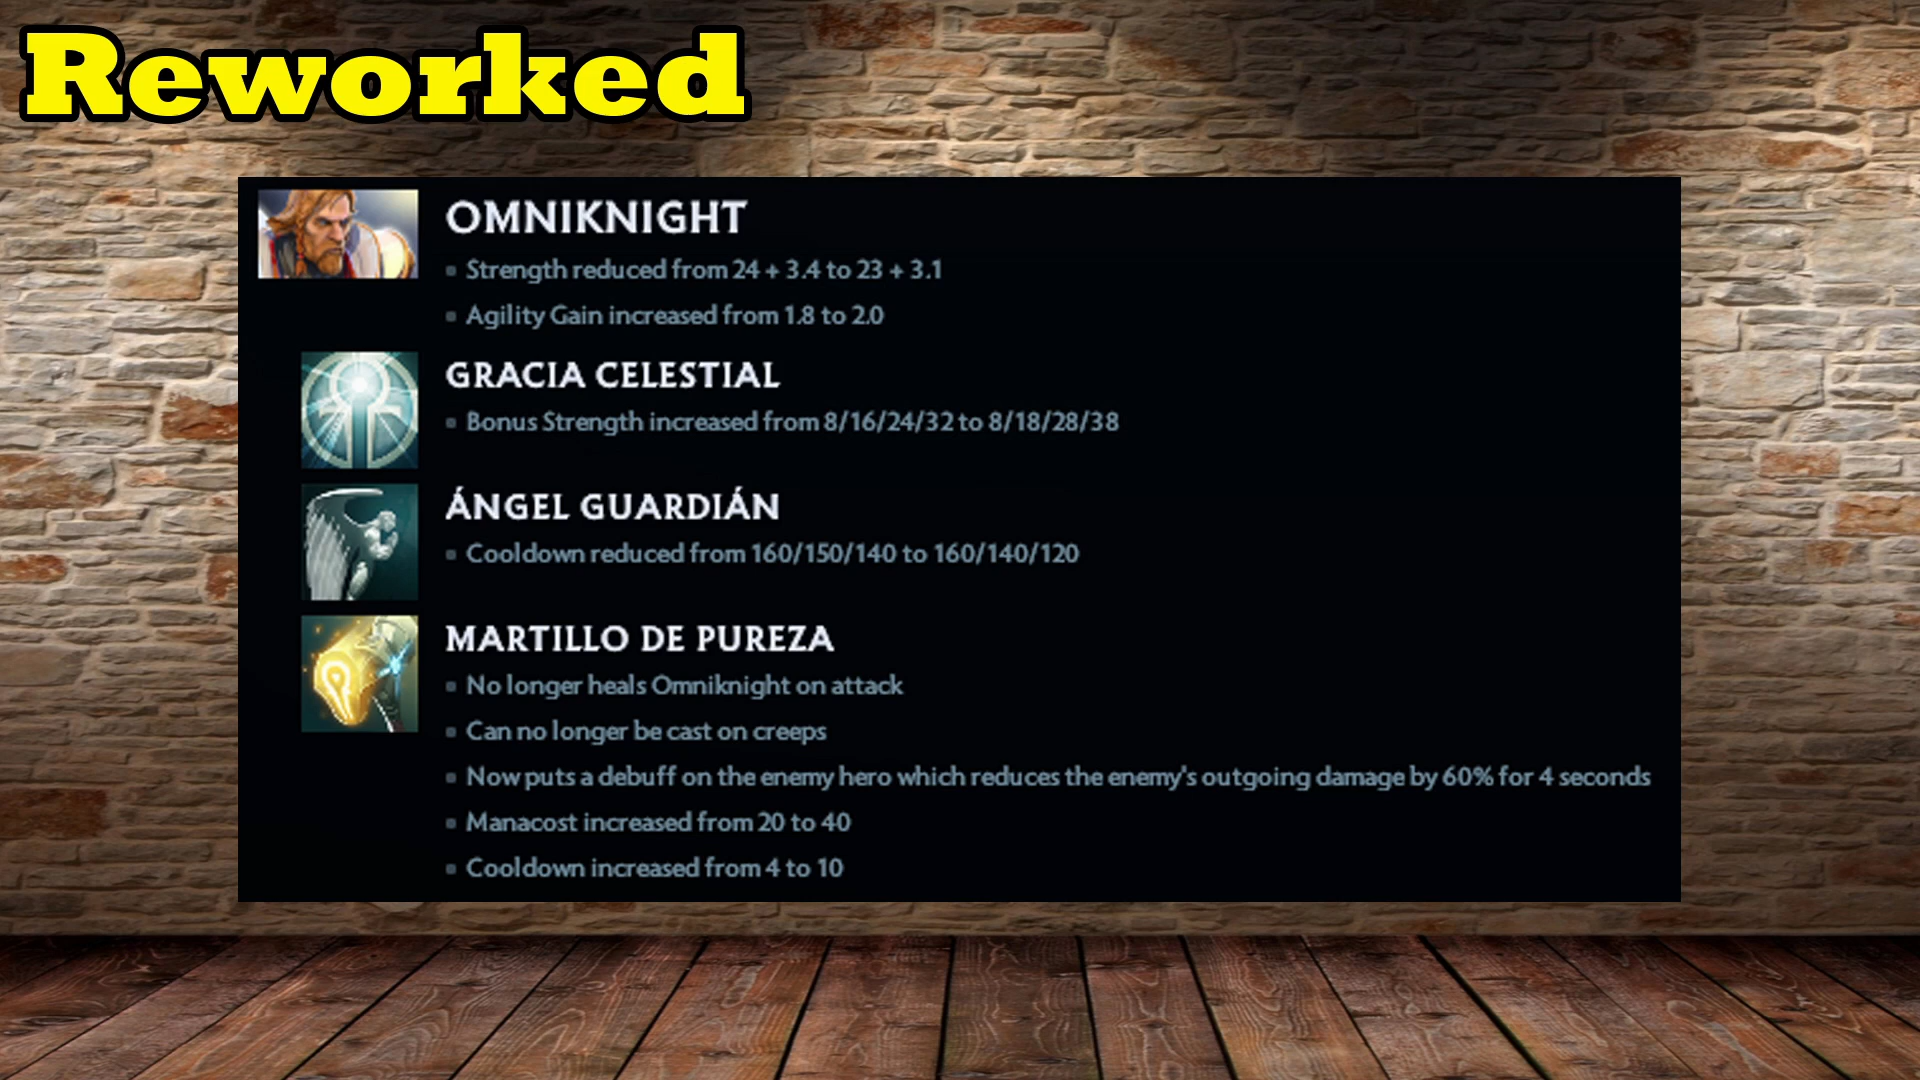 Reworked
OMNIKNIGHT
Strength reduced from 24 + 3.4 to 23 + 3.1
Agility Gain increased from 1.8 to 2.0
GRACIA CELESTIAL
Bonus Strength increased from 8/16/24/32 to 8/18/28/38
ÁNGEL GUARDIÁN
Cooldown reduced from 160/150/140 to 160/140/120
MARTILLO DE PUREZA
No longer heals Omniknight on attack
Can no longer be cast on creeps
Now puts a debuff on the enemy hero which reduces the enemy's outgoing damage by 60% for 4 seconds
Manacost increased from 20 to 40
Cooldown increased from 4 to 10